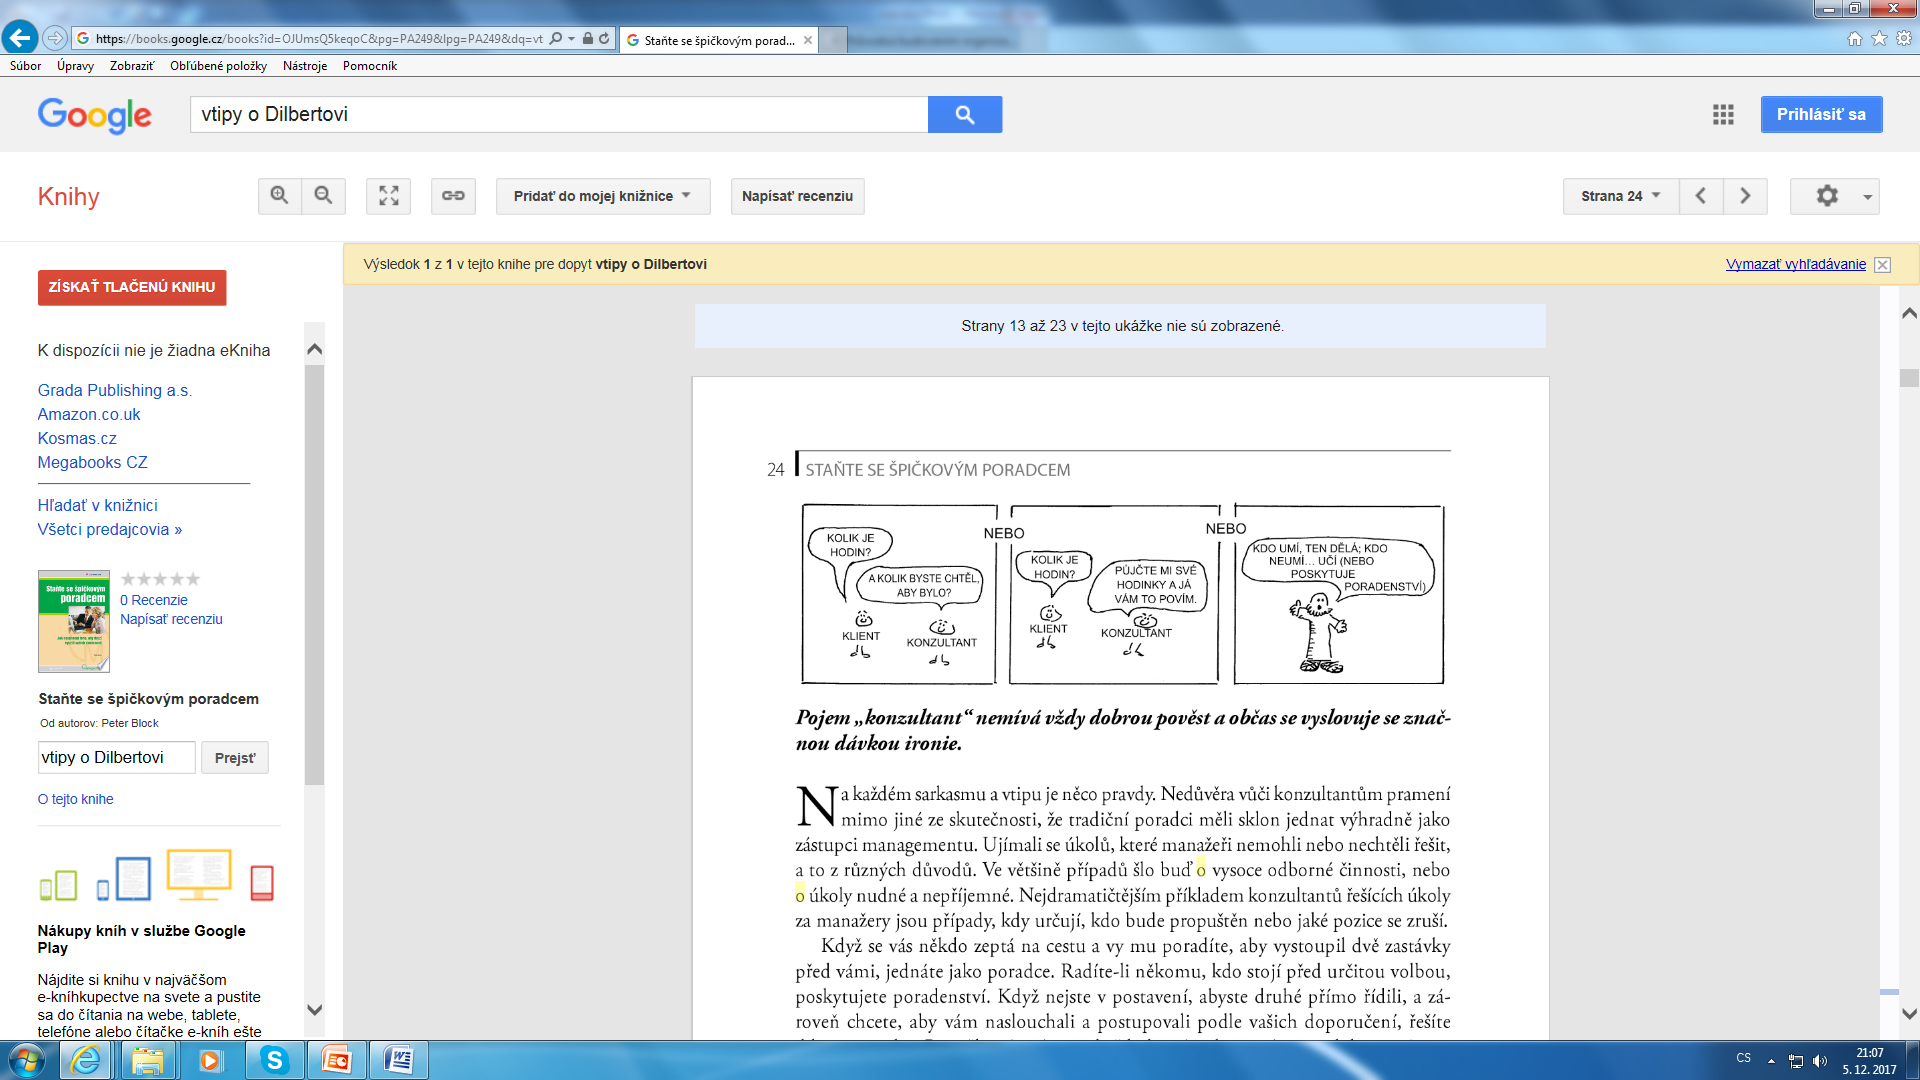 https://books.google.cz/books?id=OJUmsQ5keqoC&pg=PA249&lpg=PA249&dq=vt
Staňte se špičkovým porad...
Súbor Úpravy Zobraziť Obľúbené položky Nástroje Pomocník
Google
vtipy o Dilbertovi
Prihlásiť sa
Knihy
Pridať do mojej knižnice
Napísať recenziu
Strana 24
ZÍSKAŤ TLAČENÚ KNIHU
Výsledok 1 z 1 v tejto knihe pre dopyt vtipy o Dilbertovi
Vymazať vyhľadávanie
Strany 13 až 23 v tejto ukážke nie sú zobrazené.
K dispozícii nie je žiadna eKniha
Grada Publishing a.s.
Amazon.co.uk
Kosmas.cz
Megabooks CZ
Hľadať v knižnici
Všetci predajcovia »
Staňte se špičkovým
poradcem
0 Recenzie
Napísať recenziu
Staňte se špičkovým poradcem
Od autorov: Peter Block
vtipy o Dilbertovi
Prejsť
O tejto knihe
Nákupy kníh v službe Google
Play
Nájdite si knihu v najväčšom
e-kníhkupectve na svete a pustite
sa do čítania na webe, tablete,
telefóne alebo čítačke e-kníh ešte
24 STAŇTE SE ŠPIČKOVÝM PORADCEM
KOLIK JE
HODIN?
A KOLIK BYSTE CHTĚL,
ABY BYLO?
KLIENT
KONZULTANT
NEBO
KOLIK JE
HODIN?
PŮJČTE MI SVÉ
HODINKY A JÁ
VÁM TO POVÍM.
KLIENT
KONZULTANT
NEBO
KDO UMÍ, TEN DĚLÁ; KDO
NEUMÍ... UČÍ (NEBO
POSKYTUJE
PORADENSTVÍ)
Pojem „konzultant“ nemívá vždy dobrou pověst a občas se vyslovuje se znač-
nou dávkou ironie.
Na každém sarkasmu a vtipu je něco pravdy. Nedůvěra vůči konzultantům pramení
mimo jiné ze skutečnosti, že tradiční poradci měli sklon jednat výhradně jako
zástupci managementu. Ujímali se úkolů, které manažeři nemohli nebo nechtěli řešit,
a to z různých důvodů. Ve většině případů šlo buď o vysoce odborné činnosti, nebo
o úkoly nudné a nepříjemné. Nejdramatičtějším příkladem konzultantů řešících úkoly
za manažery jsou případy, kdy určují, kdo bude propuštěn nebo jaké pozice se zruší.
Když se vás někdo zeptá na cestu a vy mu poradíte, aby vystoupil dvě zastávky
před vámi, jednáte jako poradce. Radíte-li někomu, kdo stojí před určitou volbou,
poskytujete poradenství. Když nejste v postavení, abyste druhé přímo řídili, a zá-
roveň chcete, aby vám naslouchali a postupovali podle vašich doporučení, řešíte
CS
21:07
5. 12. 2017